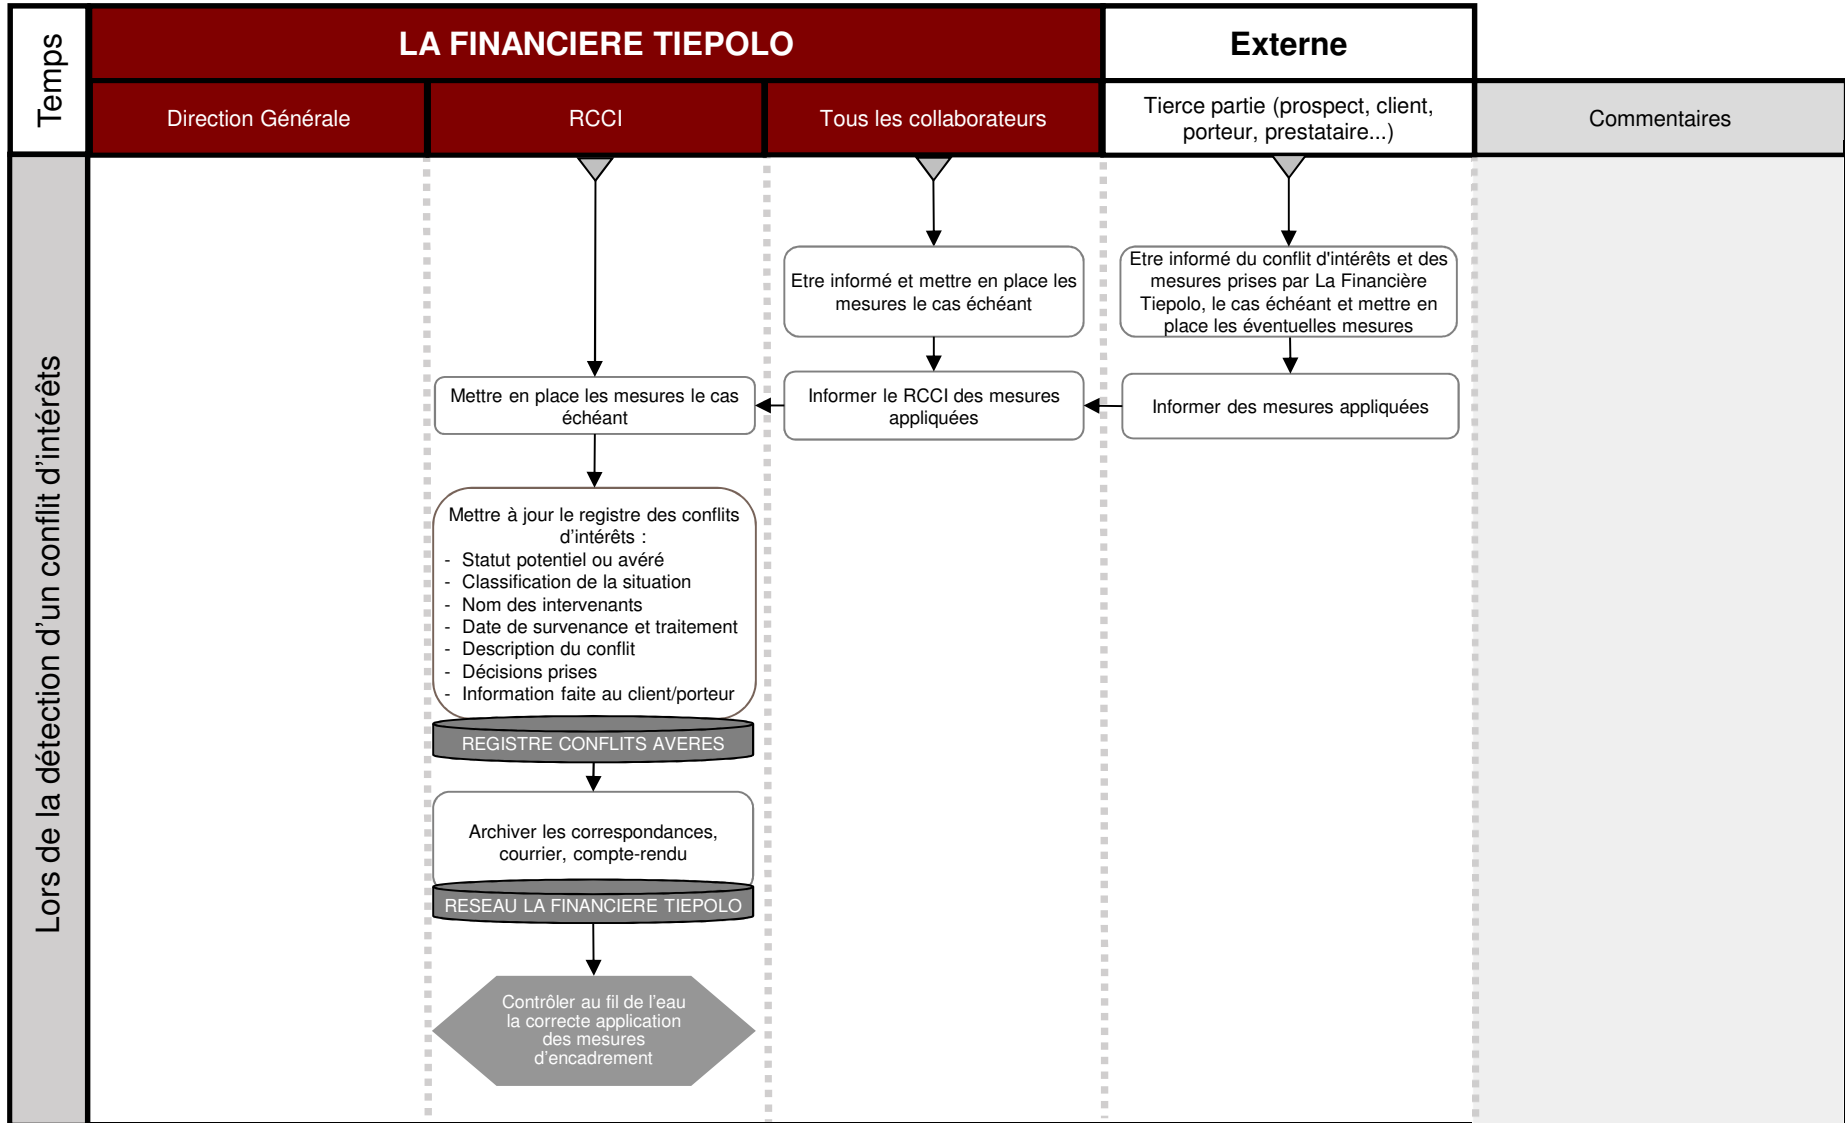 Temps
LA FINANCIERE TIEPOLO
Externe
Direction Générale
RCCI
Tous les collaborateurs
Tierce partie (prospect, client,
porteur, prestataire...)
Commentaires
Lors de la détection d’un conflit d’intérêts
Etre informé et mettre en place les
mesures le cas échéant
Etre informé du conflit d'intérêts et des
mesures prises par La Financière
Tiepolo, le cas échéant et mettre en
place les éventuelles mesures
Mettre en place les mesures le cas
échéant
Informer le RCCI des mesures
appliquées
Informer des mesures appliquées
Mettre à jour le registre des conflits
d’intérêts :
- Statut potentiel ou avéré
- Classification de la situation
- Nom des intervenants
- Date de survenance et traitement
- Description du conflit
- Décisions prises
- Information faite au client/porteur
REGISTRE CONFLITS AVERES
Archiver les correspondances,
courrier, compte-rendu
RESEAU LA FINANCIERE TIEPOLO
Contrôler au fil de l’eau
la correcte application
des mesures
d’encadrement